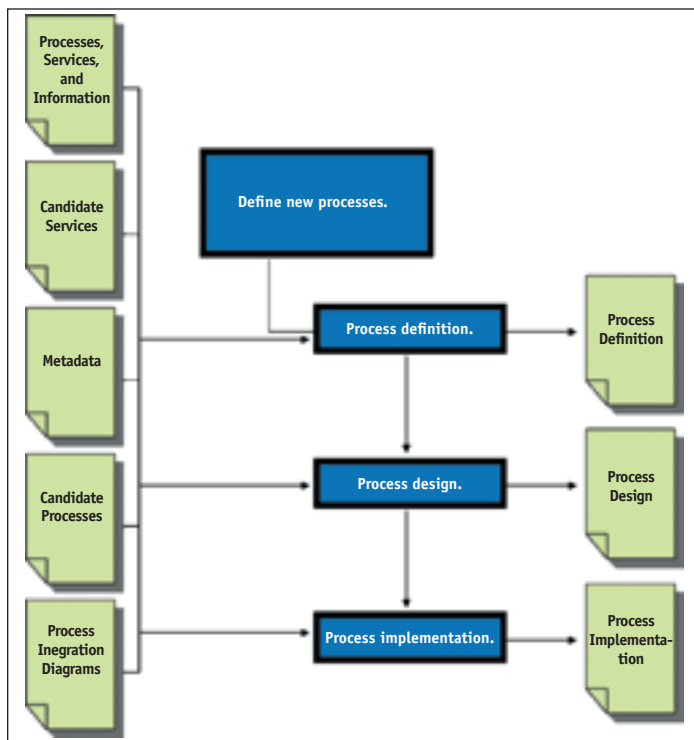 Processes,
Services,
and
Information
Candidate
Services
Metadata
Candidate
Processes
Process
Inegration
Diagrams
Define new processes.
Process definition.
Process design.
Process implementation.
Process
Definition
Process
Design
Process
Implementa-
tion